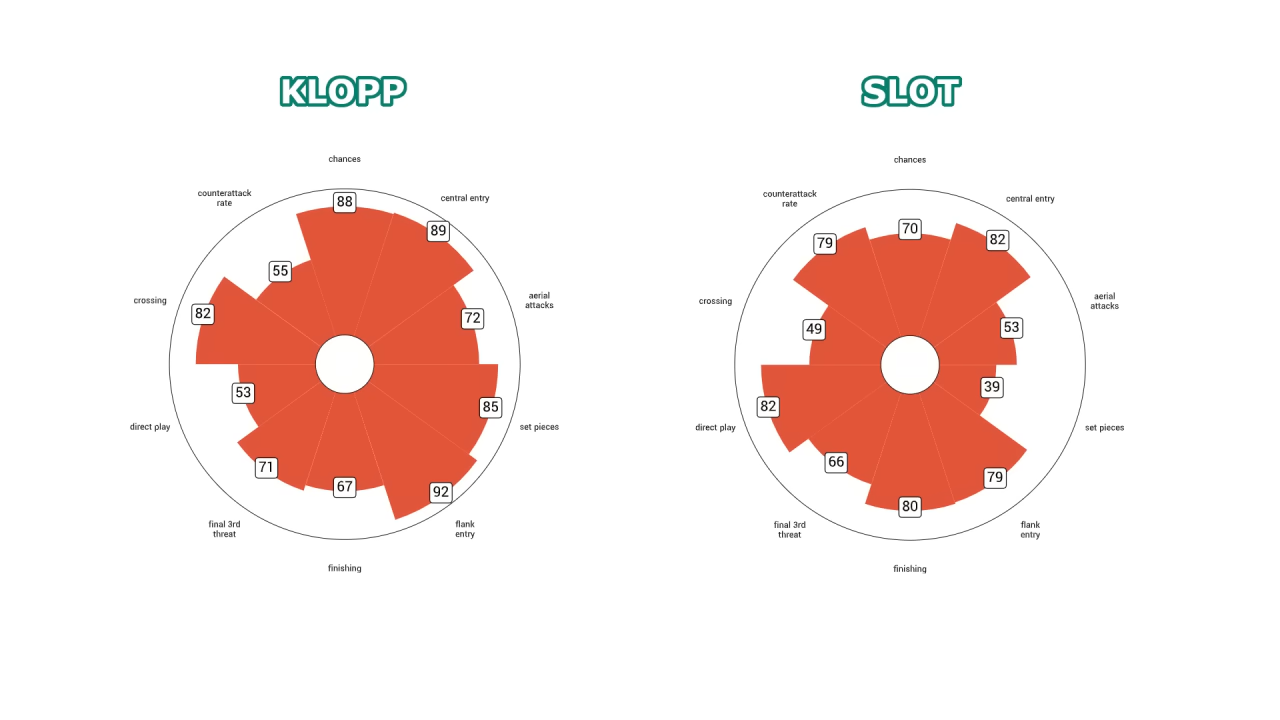 KLOPP
chances
counterattack
rate
central entry
88
89
55
aerial
attacks
crossing
82
72
53
85
direct play
set pieces
71
67
92
final 3rd
threat
flank
entry
finishing
SLOT
chances
counterattack
rate
central entry
70
79
82
aerial
attacks
crossing
49
53
39
82
direct play
set pieces
66
79
80
final 3rd
threat
flank
entry
finishing